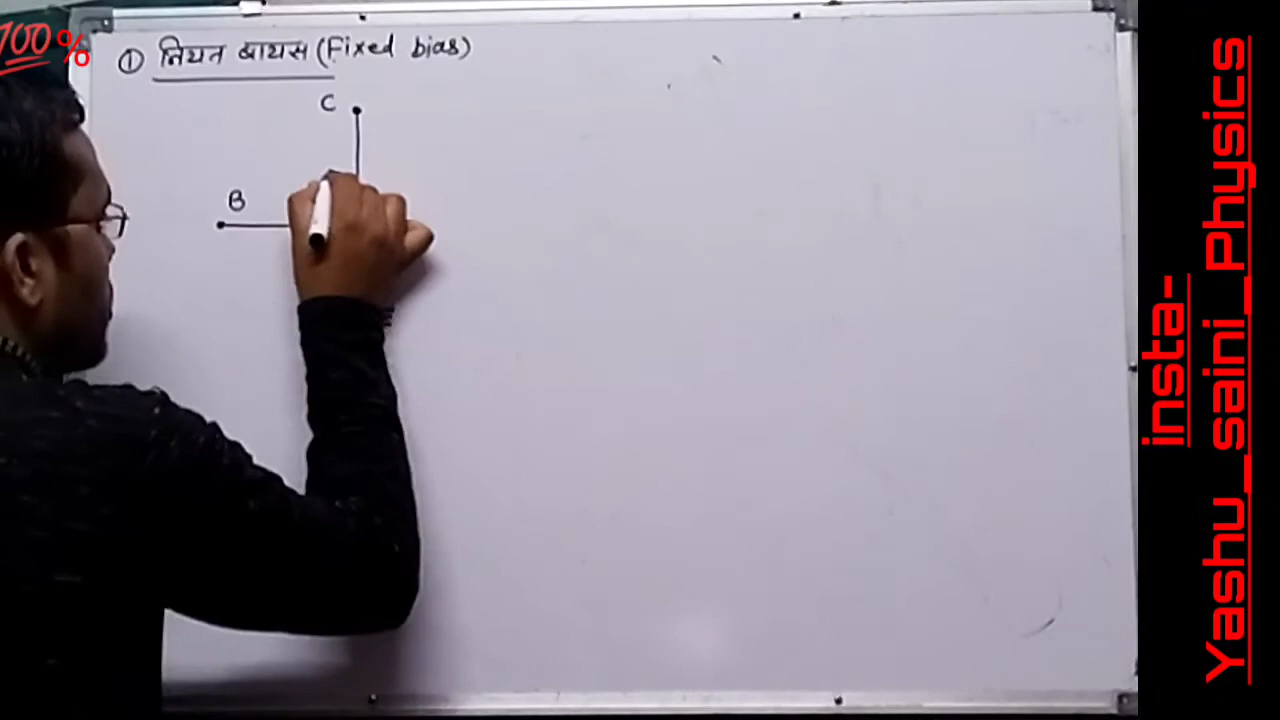 💯%
① नियत बायस (Fixed bias)
C
B
insta-
Yashu_saini_Physics